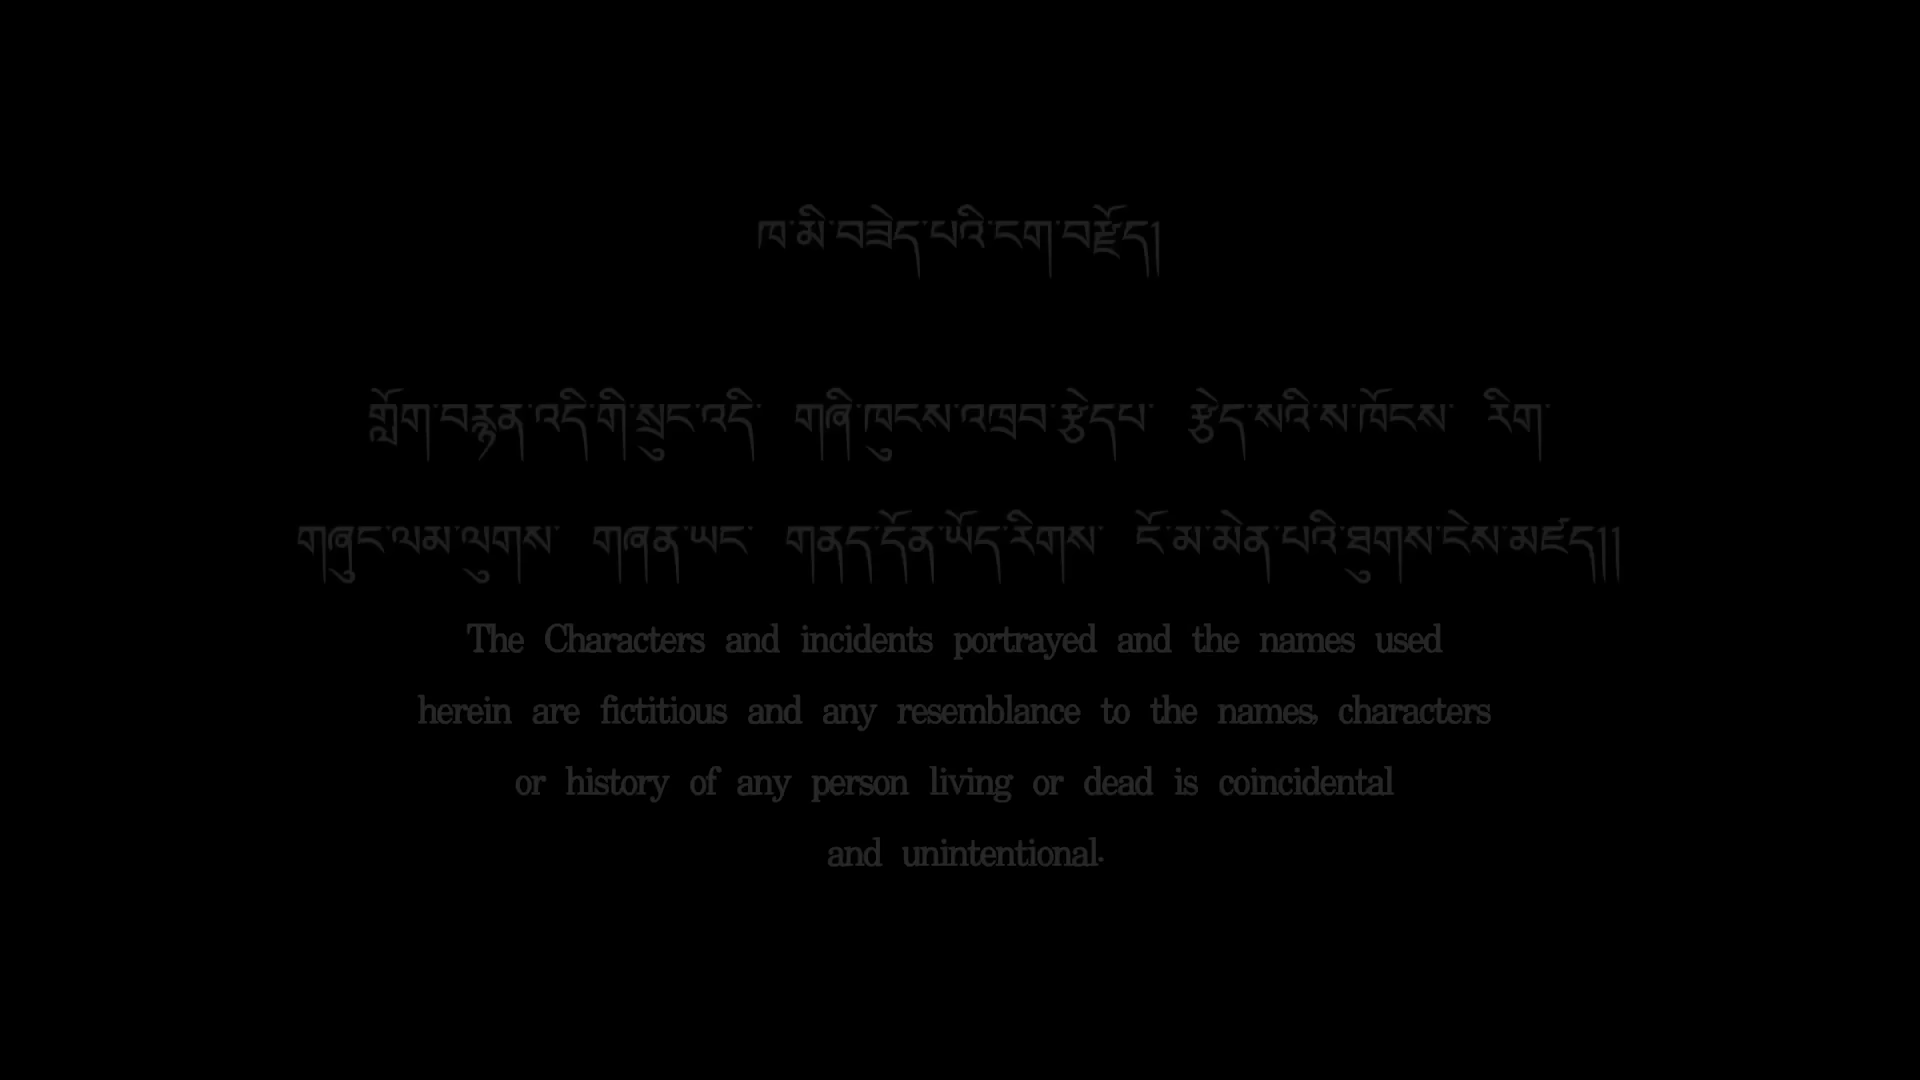 ཁ་མི་བཟེད་པའི་ངག་བརྗོད།
གློག་བརྙན་འདི་གི་སྲུང་འདི་ གཞི་ཁུངས་འཁྲབ་རྩེདཔ་ རྩེད་སའི་ས་ཁོངས་ རིག་
གཞུང་ལམ་ལུགས་ གཞན་ཡང་ གནད་དོན་ཡོད་རིགས་ ངོ་མ་མེན་པའི་ཐུགས་ངེས་མཛད།།
The Characters and incidents portrayed and the names used
herein are fictitious and any resemblance to the names, characters
or history of any person living or dead is coincidental
and unintentional.